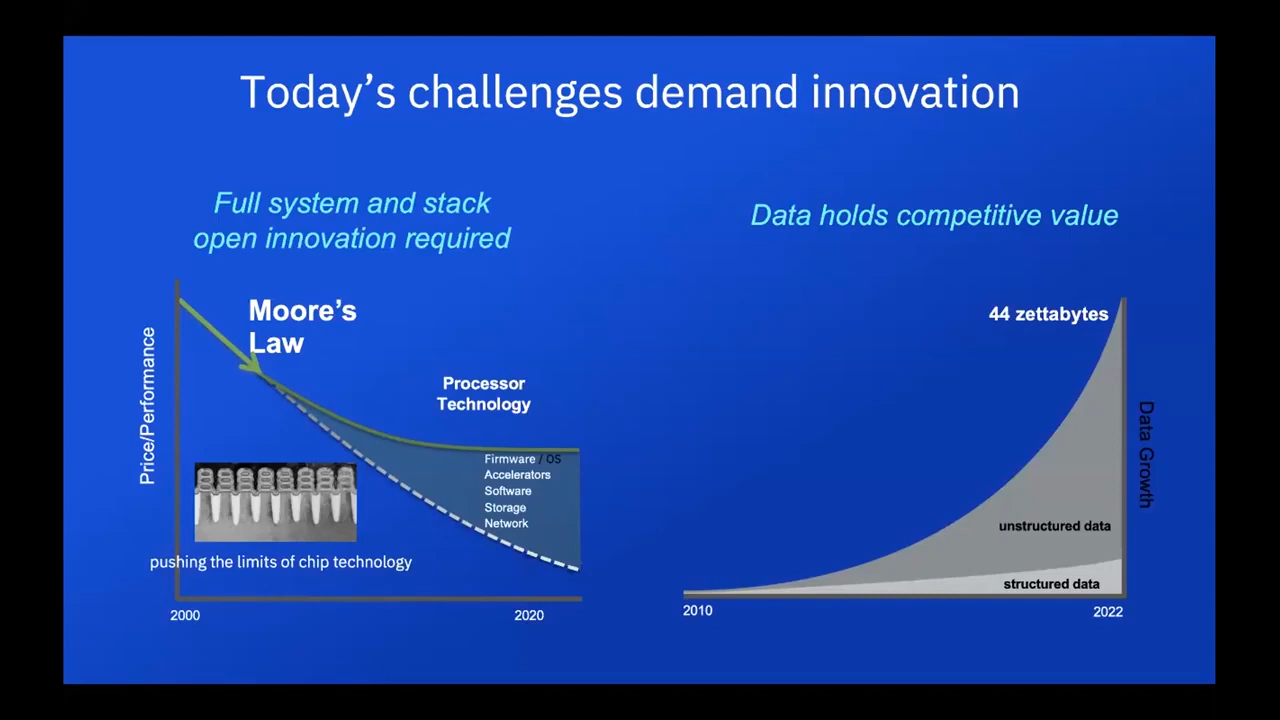 Today's challenges demand innovation
Full system and stack
open innovation required
Moore's
Law
Price/Performance
Processor
Technology
Firmware / OS
Accelerators
Software
Storage
Network
pushing the limits of chip technology
2000
2020
Data holds competitive value
44 zettabytes
Data Growth
unstructured data
structured data
2010
2022